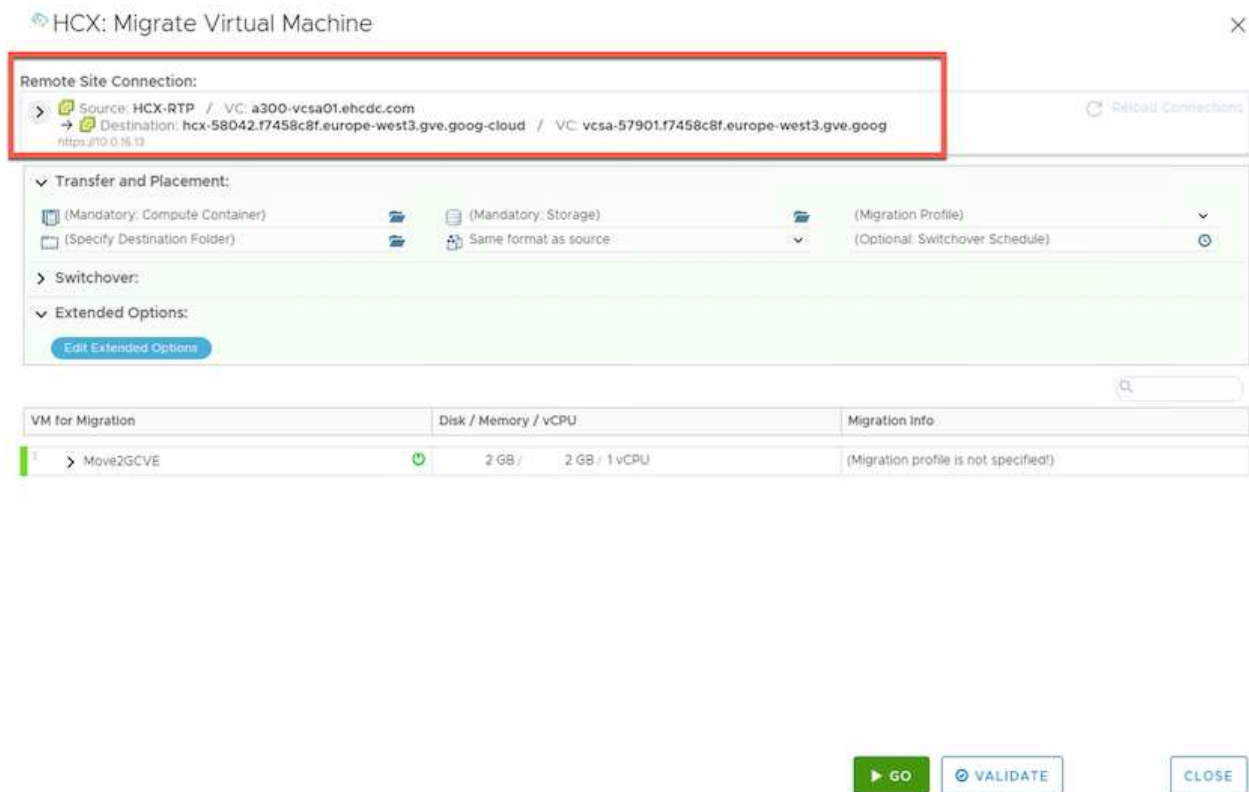 HCX: Migrate Virtual Machine
Remote Site Connection:
Source: HCX-RTP / VC: a300-vcsa01.ehcdc.com
→ Destination: hcx-58042.f7458c8f.europe-west3.gve.goog-cloud / VC: vcsa-57901.f7458c8f.europe-west3.gve.goog
https://10.0.16.13
Reload Connections
Transfer and Placement:
(Mandatory: Compute Container) (Mandatory: Storage) (Migration Profile)
(Specify Destination Folder) Same format as source (Optional: Switchover Schedule)
Switchover:
Extended Options:
Edit Extended Options
VM for Migration Disk / Memory / vCPU Migration Info
1 Move2GCVE 2 GB / 2 GB / 1 vCPU (Migration profile is not specified!)
GO VALIDATE CLOSE